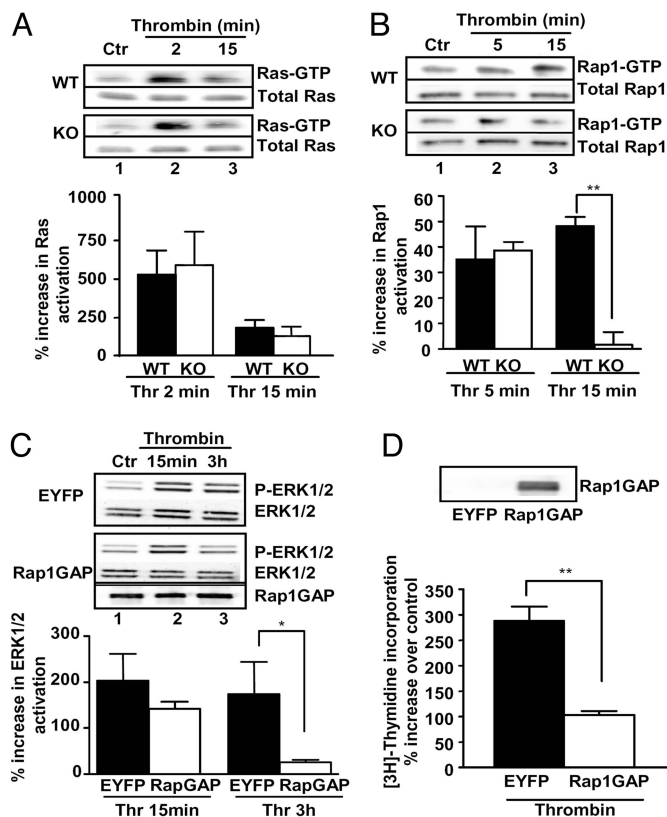 A
Thrombin (min)
Ctr 2 15
WT
Ras-GTP
Total Ras
KO
Ras-GTP
Total Ras
1 2 3
% increase in Ras
activation
1000
750
500
250
0
WT KO WT KO
Thr 2 min Thr 15 min
B
Thrombin (min)
Ctr 5 15
WT
Rap1-GTP
Total Rap1
KO
Rap1-GTP
Total Rap1
1 2 3
% increase in Rap1
activation
60
50
40
30
20
10
0
**
WT KO WT KO
Thr 5 min Thr 15 min
C
Thrombin
Ctr 15min 3h
EYFP
P-ERK1/2
ERK1/2
Rap1GAP
P-ERK1/2
ERK1/2
Rap1GAP
1 2 3
% increase in ERK1/2
activation
300
200
100
0
*
EYFP RapGAP EYFP RapGAP
Thr 15min Thr 3h
D
Rap1GAP
EYFP Rap1GAP
[3H]-Thymidine incorporation
% increase over control
350
300
250
200
150
100
50
0
**
EYFP Rap1GAP
Thrombin